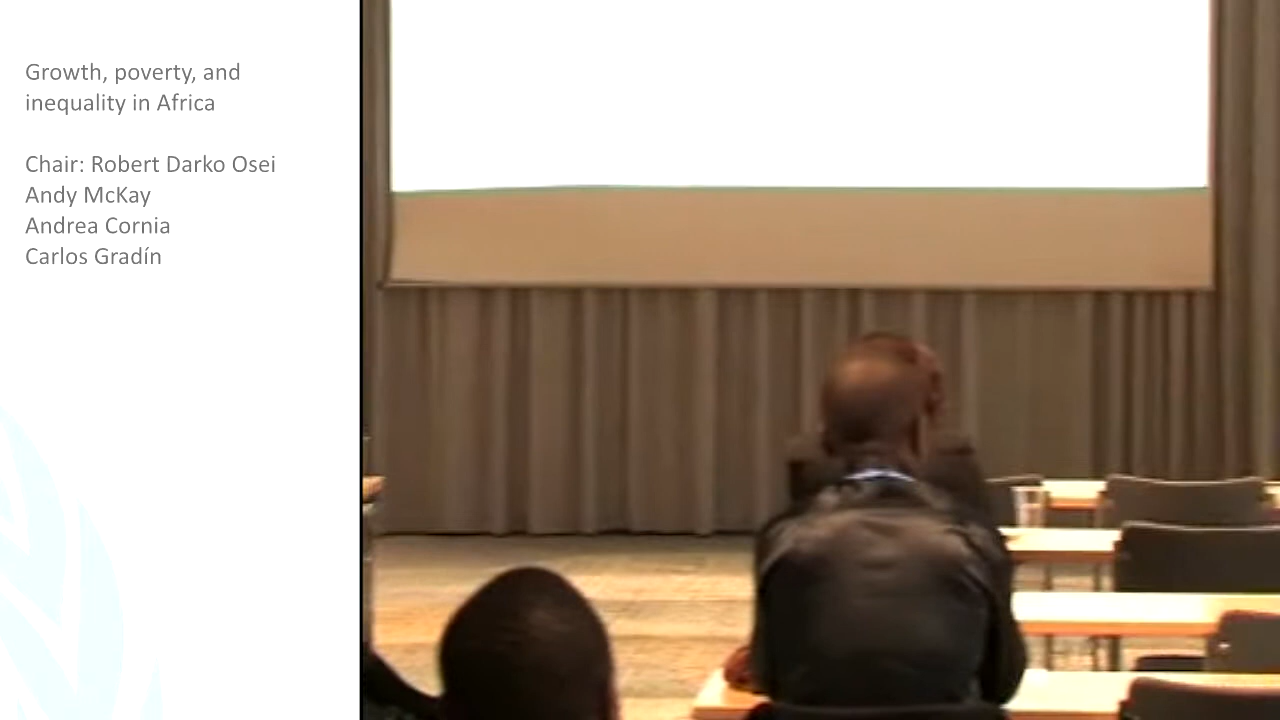 Growth, poverty, and
inequality in Africa
Chair: Robert Darko Osei
Andy McKay
Andrea Cornia
Carlos Gradín